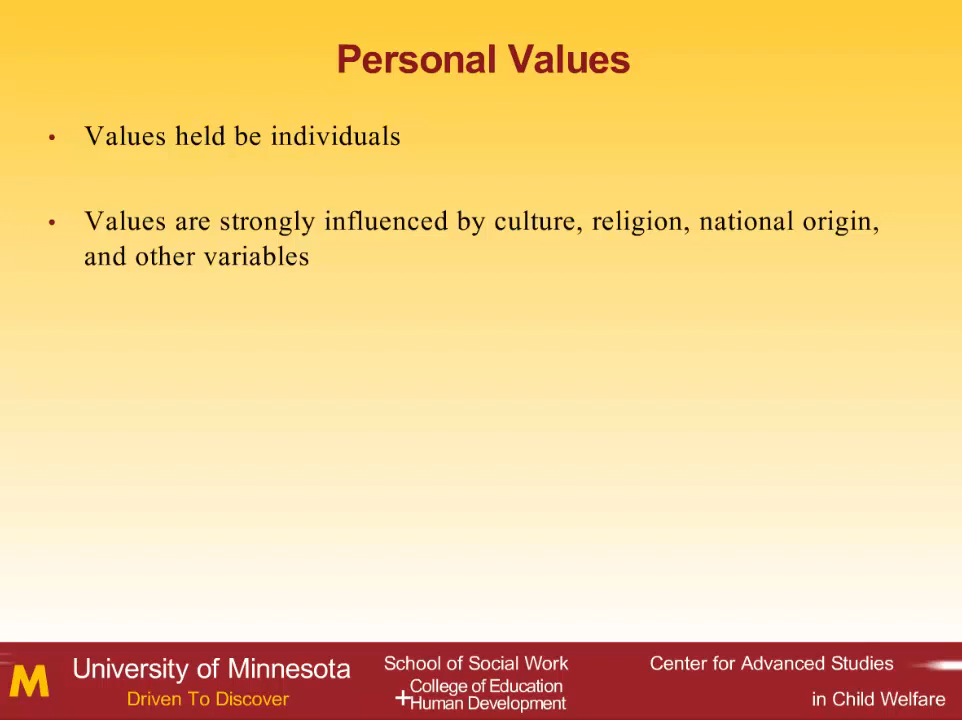 Personal Values
• Values held be individuals
• Values are strongly influenced by culture, religion, national origin,
and other variables
M
University of Minnesota
Driven To Discover
School of Social Work
+College of Education
Human Development
Center for Advanced Studies
in Child Welfare